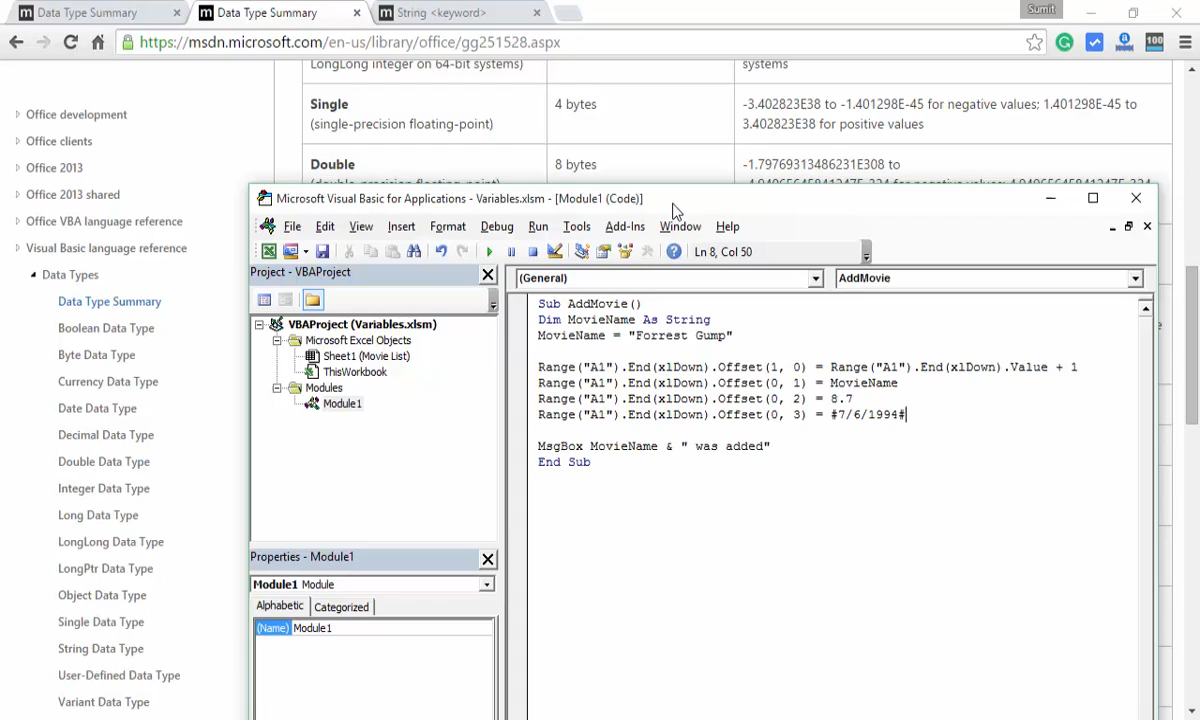 Data Type Summary
Data Type Summary
String <keyword>
Sumit
https://msdn.microsoft.com/en-us/library/office/gg251528.aspx
100
LongLong integer on 64-bit systems)
systems
Office development
Office clients
Office 2013
Office 2013 shared
Office VBA language reference
Visual Basic language reference
Data Types
Data Type Summary
Boolean Data Type
Byte Data Type
Currency Data Type
Date Data Type
Decimal Data Type
Double Data Type
Integer Data Type
Long Data Type
LongLong Data Type
LongPtr Data Type
Object Data Type
Single Data Type
String Data Type
User-Defined Data Type
Variant Data Type
Single
(single-precision floating-point)
4 bytes
-3.402823E38 to -1.401298E-45 for negative values; 1.401298E-45 to
3.402823E38 for positive values
Double
8 bytes
-1.79769313486231E308 to
Microsoft Visual Basic for Applications - Variables.xlsm - [Module1 (Code)]
File Edit View Insert Format Debug Run Tools Add-Ins Window Help
Ln 8, Col 50
Project - VBAProject
VBAProject (Variables.xlsm)
Microsoft Excel Objects
Sheet1 (Movie List)
ThisWorkbook
Modules
Module1
Properties - Module1
Module1 Module
Alphabetic Categorized
(Name) Module1
(General)
AddMovie
Sub AddMovie()
Dim MovieName As String
MovieName = "Forrest Gump"
Range("A1").End(xlDown).Offset(1, 0) = Range("A1").End(xlDown).Value + 1
Range("A1").End(xlDown).Offset(0, 1) = MovieName
Range("A1").End(xlDown).Offset(0, 2) = 8.7
Range("A1").End(xlDown).Offset(0, 3) = #7/6/1994#
MsgBox MovieName & " was added"
End Sub